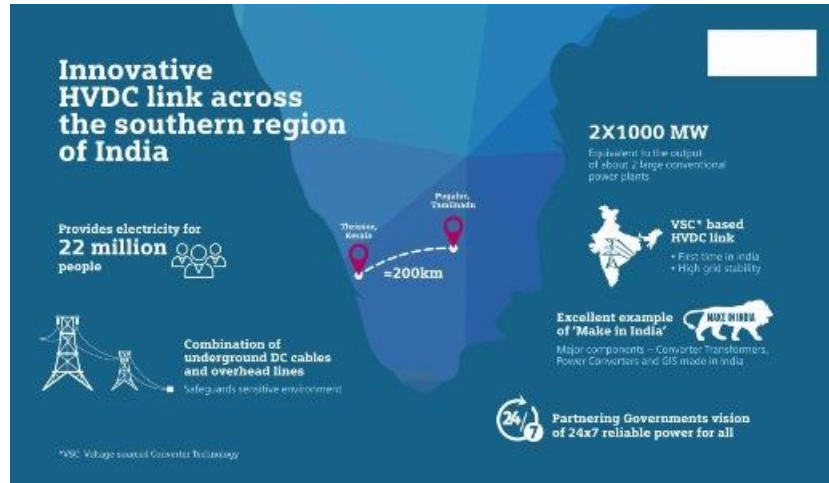 Innovative
HVDC link across
the southern region
of India
Provides electricity for
22 million
people
Combination of
underground DC cables
and overhead lines
Safeguards sensitive environment
*VSC Voltage sourced Converter Technology
Thrissur,
Kerala
Pugalur,
Tamilnadu
≈200km
2X1000 MW
Equivalent to the output
of about 2 large conventional
power plants
VSC* based
HVDC link
• First time in India
• High grid stability
Excellent example
of 'Make in India'
MAKE IN INDIA
Major components – Converter Transformers,
Power Converters and GIS made in India
24/7
Partnering Governments vision
of 24x7 reliable power for all